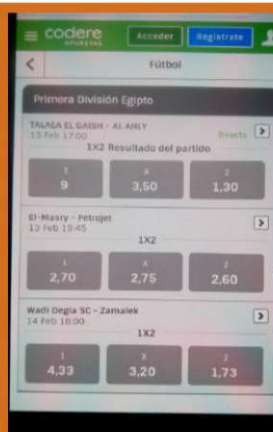 codere
APUESTAS
Acceder
Regístrate
Fútbol
Primera División Egipto
TALAEA EL GAISH - AL AHLY
13 Feb 17:00
Directo
1X2 Resultado del partido
1 X 2
9 3,50 1,30
El-Masry - Petrojet
13 Feb 19:45
1X2
1 X 2
2,70 2,75 2,60
Wadi Degla SC - Zamalek
14 Feb 18:00
1X2
1 X 2
4,33 3,20 1,73